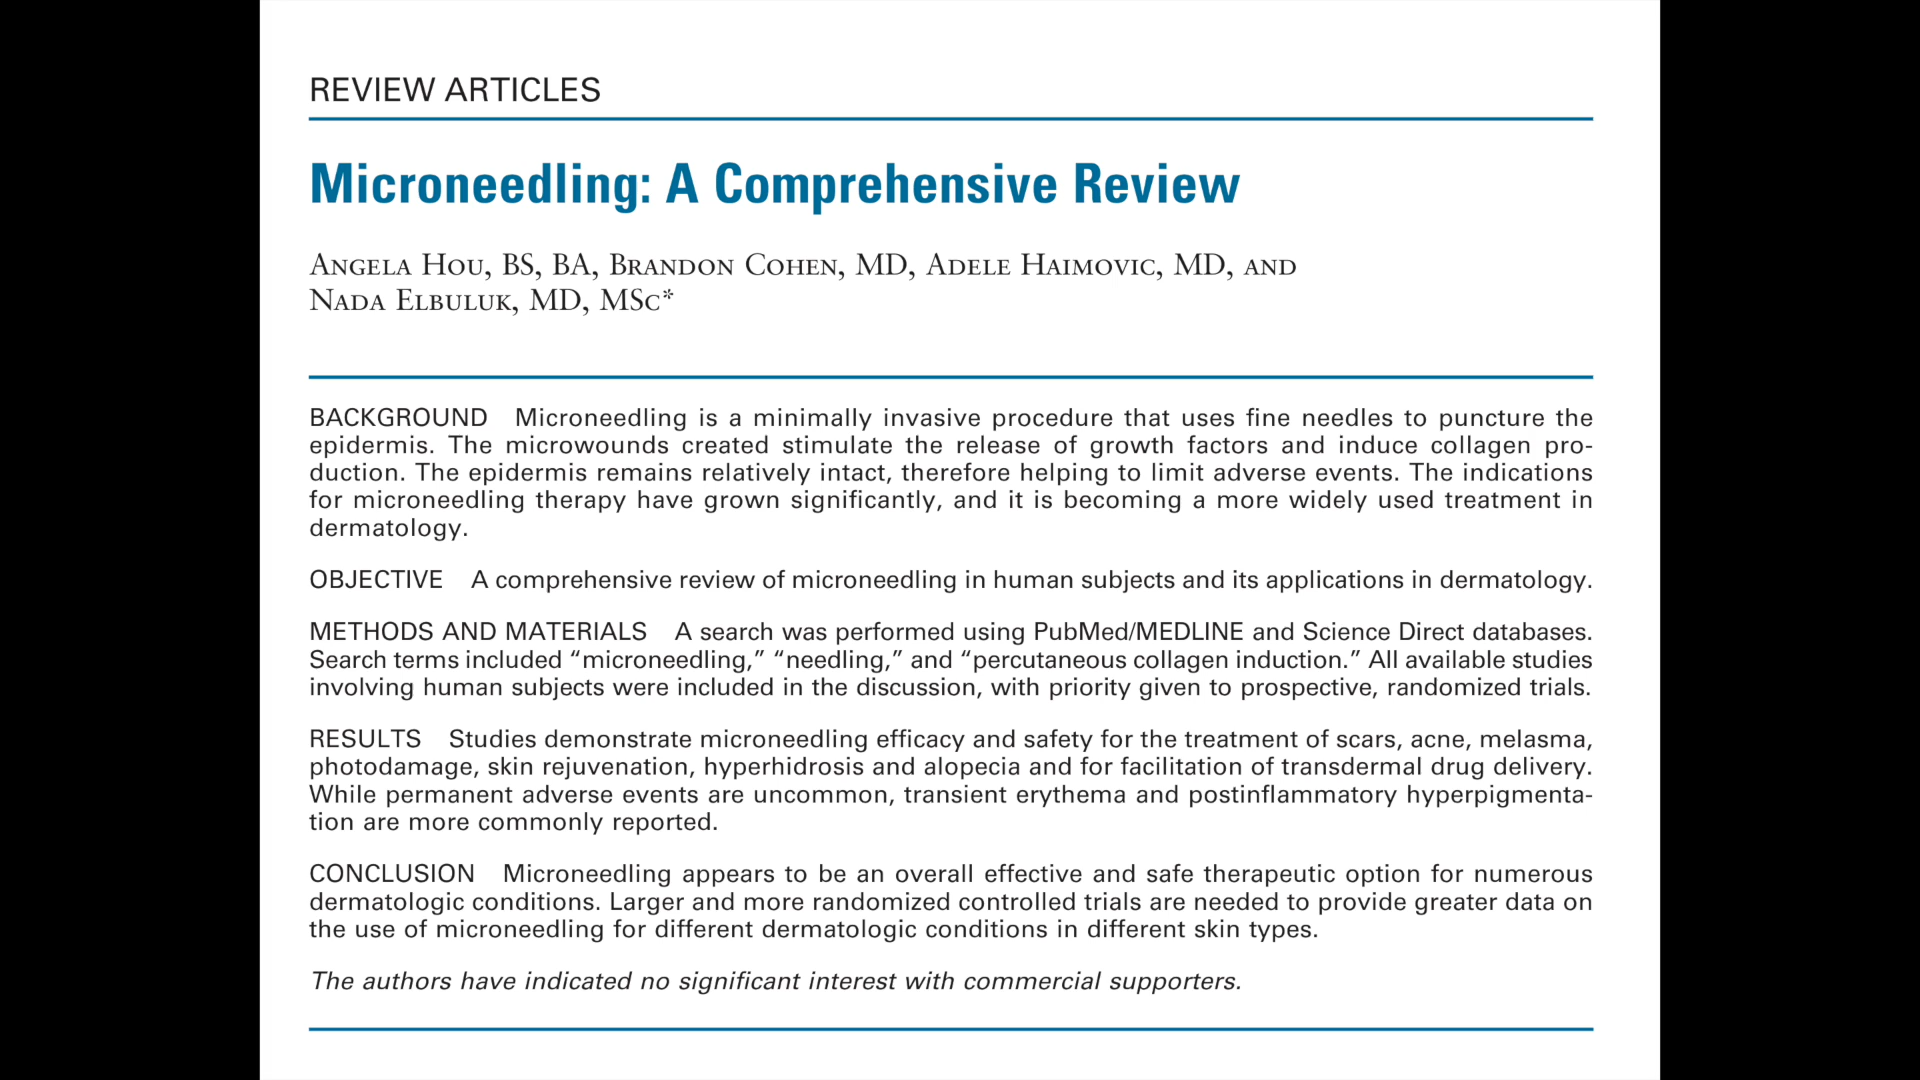 REVIEW ARTICLES
Microneedling: A Comprehensive Review
Angela Hou, BS, BA, Brandon Cohen, MD, Adele Haimovic, MD, and
Nada Elbuluk, MD, MSc*
BACKGROUND Microneedling is a minimally invasive procedure that uses fine needles to puncture the
epidermis. The microwounds created stimulate the release of growth factors and induce collagen pro-
duction. The epidermis remains relatively intact, therefore helping to limit adverse events. The indications
for microneedling therapy have grown significantly, and it is becoming a more widely used treatment in
dermatology.
OBJECTIVE A comprehensive review of microneedling in human subjects and its applications in dermatology.
METHODS AND MATERIALS A search was performed using PubMed/MEDLINE and Science Direct databases.
Search terms included “microneedling,” “needling,” and “percutaneous collagen induction.” All available studies
involving human subjects were included in the discussion, with priority given to prospective, randomized trials.
RESULTS Studies demonstrate microneedling efficacy and safety for the treatment of scars, acne, melasma,
photodamage, skin rejuvenation, hyperhidrosis and alopecia and for facilitation of transdermal drug delivery.
While permanent adverse events are uncommon, transient erythema and postinflammatory hyperpigmenta-
tion are more commonly reported.
CONCLUSION Microneedling appears to be an overall effective and safe therapeutic option for numerous
dermatologic conditions. Larger and more randomized controlled trials are needed to provide greater data on
the use of microneedling for different dermatologic conditions in different skin types.
The authors have indicated no significant interest with commercial supporters.